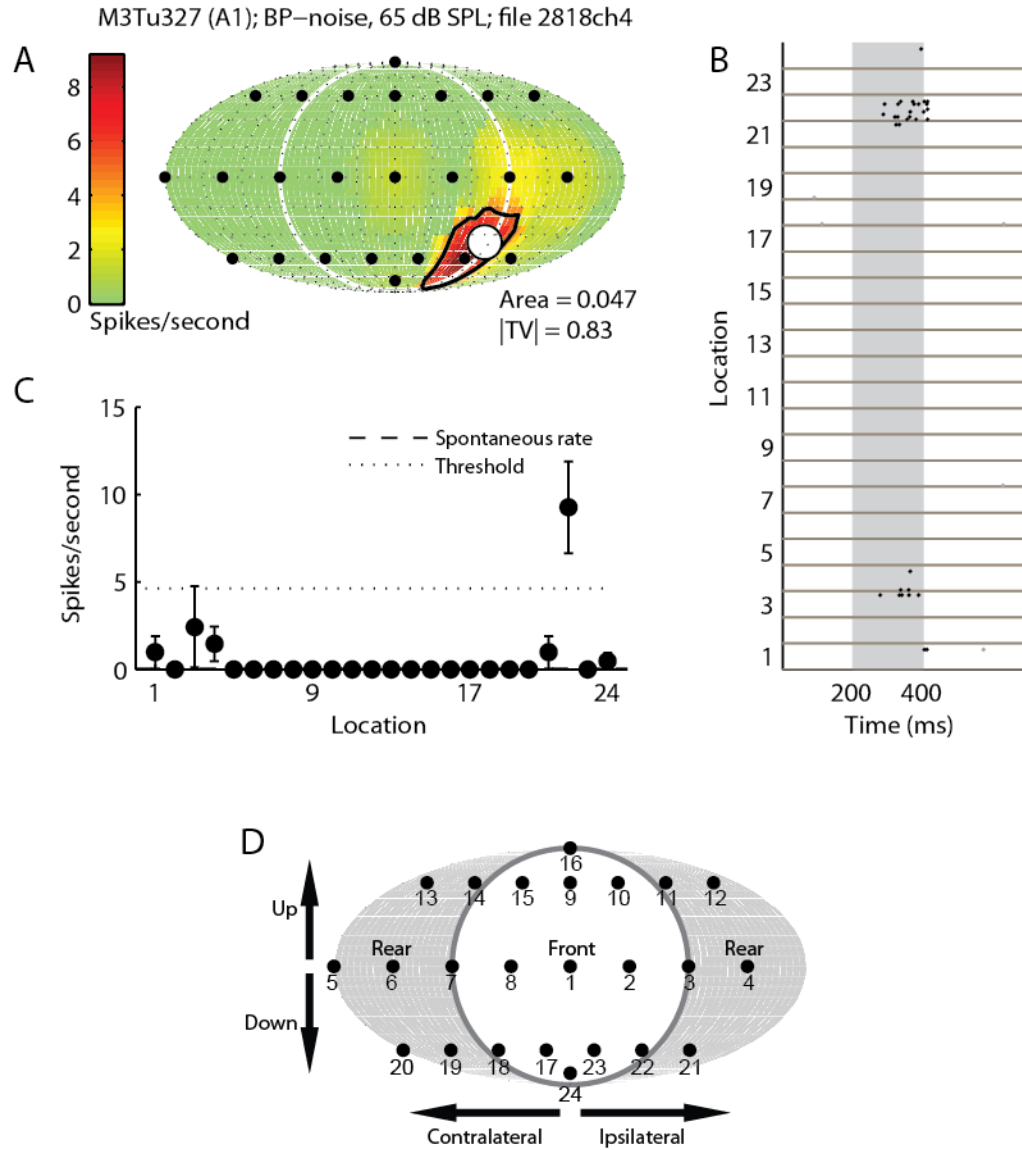 M3Tu327 (A1); BP−noise, 65 dB SPL; file 2818ch4
A
8
6
4
2
0
Spikes/second
Area = 0.047
|TV| = 0.83
B
23
21
19
17
15
13
11
9
7
5
3
1
Location
200 400
Time (ms)
C
15
10
5
0
Spikes/second
Spontaneous rate
Threshold
1 9 17 24
Location
D
Up
Down
16
13 14 15 9 10 11 12
Rear Front Rear
5 6 7 8 1 2 3 4
20 19 18 17 23 22 21
24
Contralateral Ipsilateral